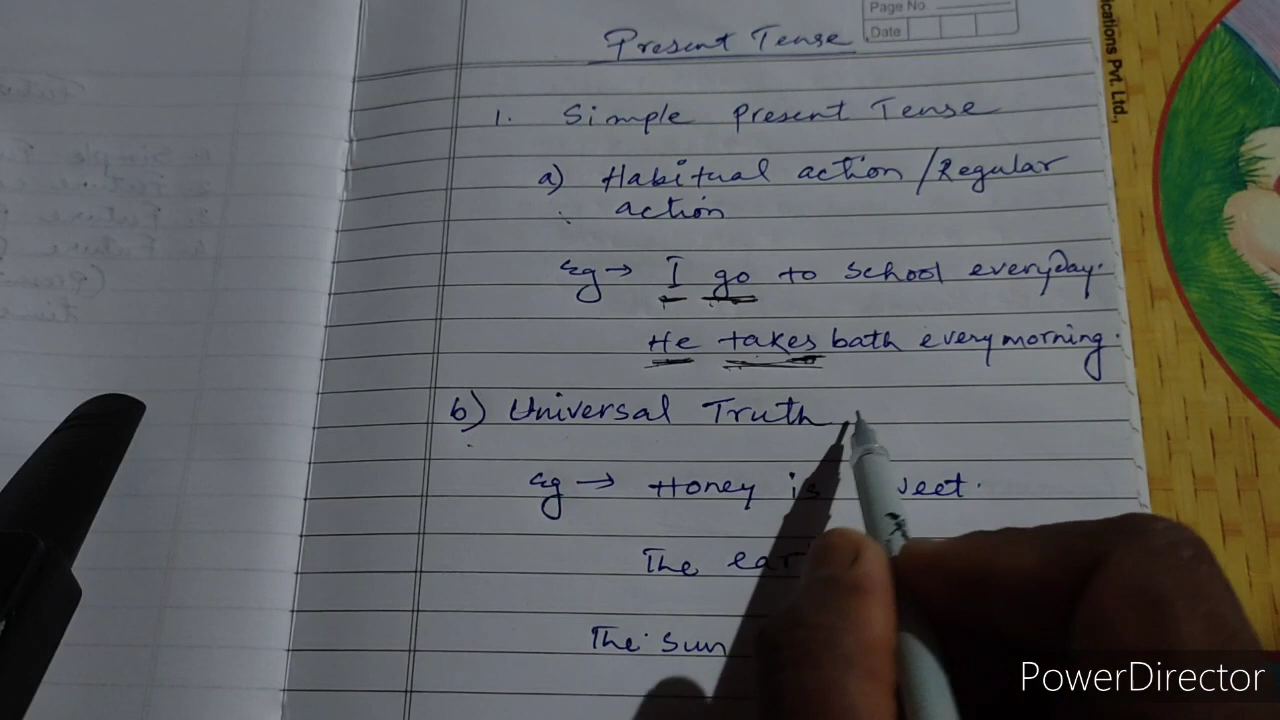 Page No.
Date
Present Tense
1. Simple Present Tense
a) Habitual action / Regular
action
eg → I go to school everyday.
He takes bath every morning.
b) Universal Truth
eg → Honey is
The
The sun
ications Pvt. Ltd.,
PowerDirector